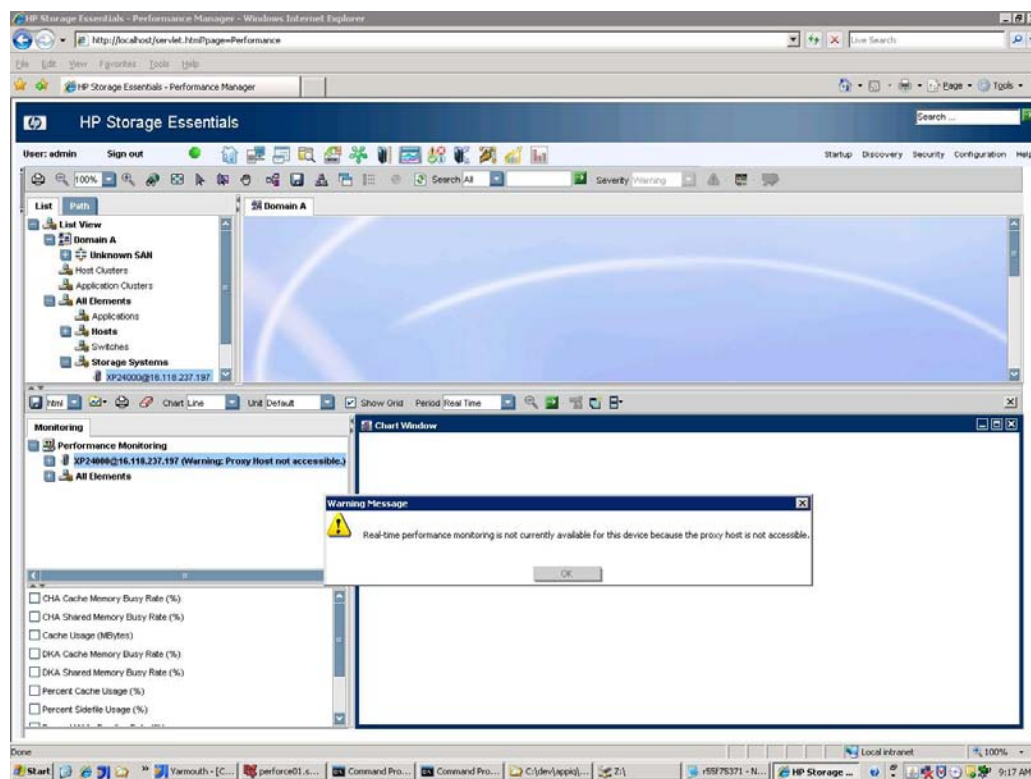 HP Storage Essentials - Performance Manager - Windows Internet Explorer
http://localhost/servlet.html?page=Performance
Live Search
File Edit View Favorites Tools Help
HP Storage Essentials - Performance Manager
Page Tools
HP Storage Essentials
Search ...
User: admin Sign out
Startup Discovery Security Configuration Help
100% Search All Severity Warning
List Path
Domain A
List View
Domain A
Unknown SAN
Host Clusters
Application Clusters
All Elements
Applications
Hosts
Switches
Storage Systems
XP24000@16.118.237.197
html Chart Line Unit Default Show Grid Period Real Time
Monitoring
Chart Window
Performance Monitoring
XP24000@16.118.237.197 (Warning: Proxy Host not accessible.)
All Elements
Warning Message
Real-time performance monitoring is not currently available for this device because the proxy host is not accessible.
OK
CHA Cache Memory Busy Rate (%)
CHA Shared Memory Busy Rate (%)
Cache Usage (MBytes)
DKA Cache Memory Busy Rate (%)
DKA Shared Memory Busy Rate (%)
Percent Cache Usage (%)
Percent Sidefile Usage (%)
Done
Local intranet
100%
Start
Yarmouth - [C...
perforce01.s...
Command Pro...
Command Pro...
C:\dev\appiq\...
Z:\
r55f75371 - N...
HP Storage ...
9:17 A